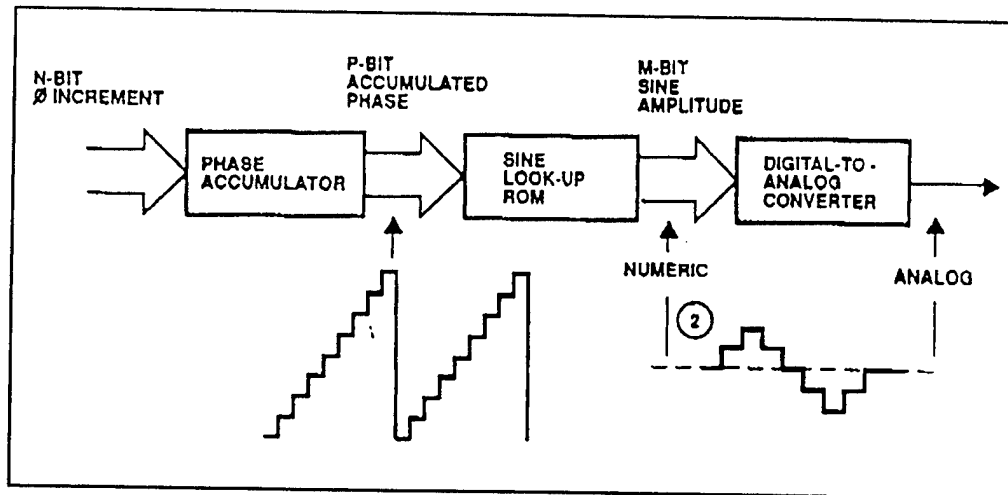 N-BIT
Ø INCREMENT
P-BIT
ACCUMULATED
PHASE
M-BIT
SINE
AMPLITUDE
PHASE
ACCUMULATOR
SINE
LOOK-UP
ROM
DIGITAL-TO-
ANALOG
CONVERTER
NUMERIC
2
ANALOG